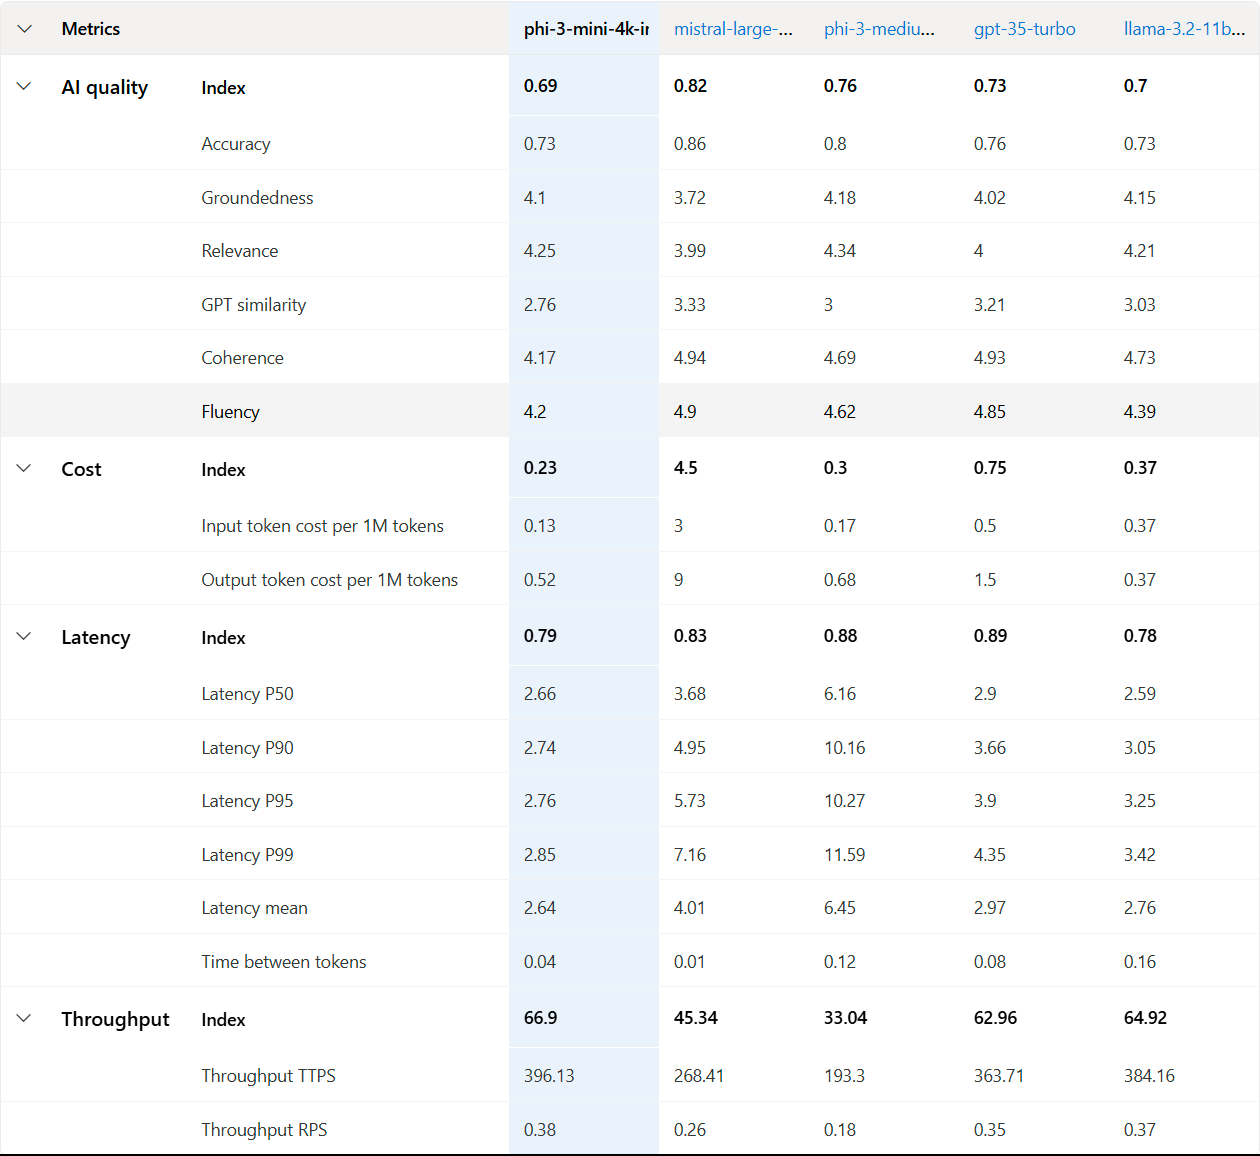 Metrics phi-3-mini-4k-ir mistral-large-... phi-3-mediu... gpt-35-turbo llama-3.2-11b...
AI quality Index 0.69 0.82 0.76 0.73 0.7
Accuracy 0.73 0.86 0.8 0.76 0.73
Groundedness 4.1 3.72 4.18 4.02 4.15
Relevance 4.25 3.99 4.34 4 4.21
GPT similarity 2.76 3.33 3 3.21 3.03
Coherence 4.17 4.94 4.69 4.93 4.73
Fluency 4.2 4.9 4.62 4.85 4.39
Cost Index 0.23 4.5 0.3 0.75 0.37
Input token cost per 1M tokens 0.13 3 0.17 0.5 0.37
Output token cost per 1M tokens 0.52 9 0.68 1.5 0.37
Latency Index 0.79 0.83 0.88 0.89 0.78
Latency P50 2.66 3.68 6.16 2.9 2.59
Latency P90 2.74 4.95 10.16 3.66 3.05
Latency P95 2.76 5.73 10.27 3.9 3.25
Latency P99 2.85 7.16 11.59 4.35 3.42
Latency mean 2.64 4.01 6.45 2.97 2.76
Time between tokens 0.04 0.01 0.12 0.08 0.16
Throughput Index 66.9 45.34 33.04 62.96 64.92
Throughput TTPS 396.13 268.41 193.3 363.71 384.16
Throughput RPS 0.38 0.26 0.18 0.35 0.37